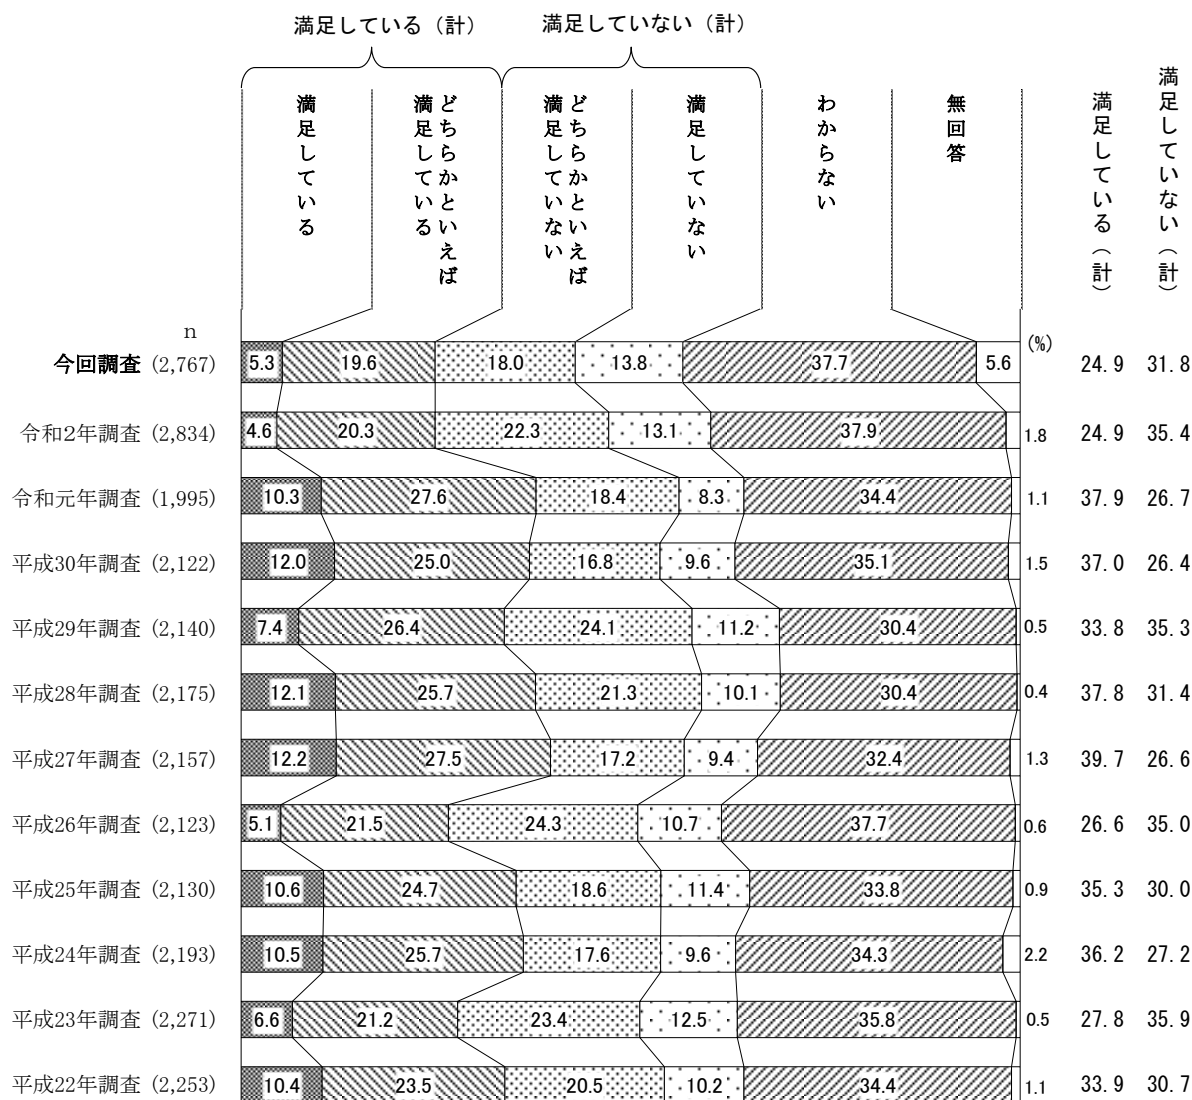 満足している（計） 満足していない（計）
満足している
どちらかといえば
満足している
どちらかといえば
満足していない
満足していない
わからない
無回答
満足している（計）
満足していない（計）
n
(%)
今回調査 (2,767) 5.3 19.6 18.0 13.8 37.7 5.6 24.9 31.8
令和2年調査 (2,834) 4.6 20.3 22.3 13.1 37.9 1.8 24.9 35.4
令和元年調査 (1,995) 10.3 27.6 18.4 8.3 34.4 1.1 37.9 26.7
平成30年調査 (2,122) 12.0 25.0 16.8 9.6 35.1 1.5 37.0 26.4
平成29年調査 (2,140) 7.4 26.4 24.1 11.2 30.4 0.5 33.8 35.3
平成28年調査 (2,175) 12.1 25.7 21.3 10.1 30.4 0.4 37.8 31.4
平成27年調査 (2,157) 12.2 27.5 17.2 9.4 32.4 1.3 39.7 26.6
平成26年調査 (2,123) 5.1 21.5 24.3 10.7 37.7 0.6 26.6 35.0
平成25年調査 (2,130) 10.6 24.7 18.6 11.4 33.8 0.9 35.3 30.0
平成24年調査 (2,193) 10.5 25.7 17.6 9.6 34.3 2.2 36.2 27.2
平成23年調査 (2,271) 6.6 21.2 23.4 12.5 35.8 0.5 27.8 35.9
平成22年調査 (2,253) 10.4 23.5 20.5 10.2 34.4 1.1 33.9 30.7